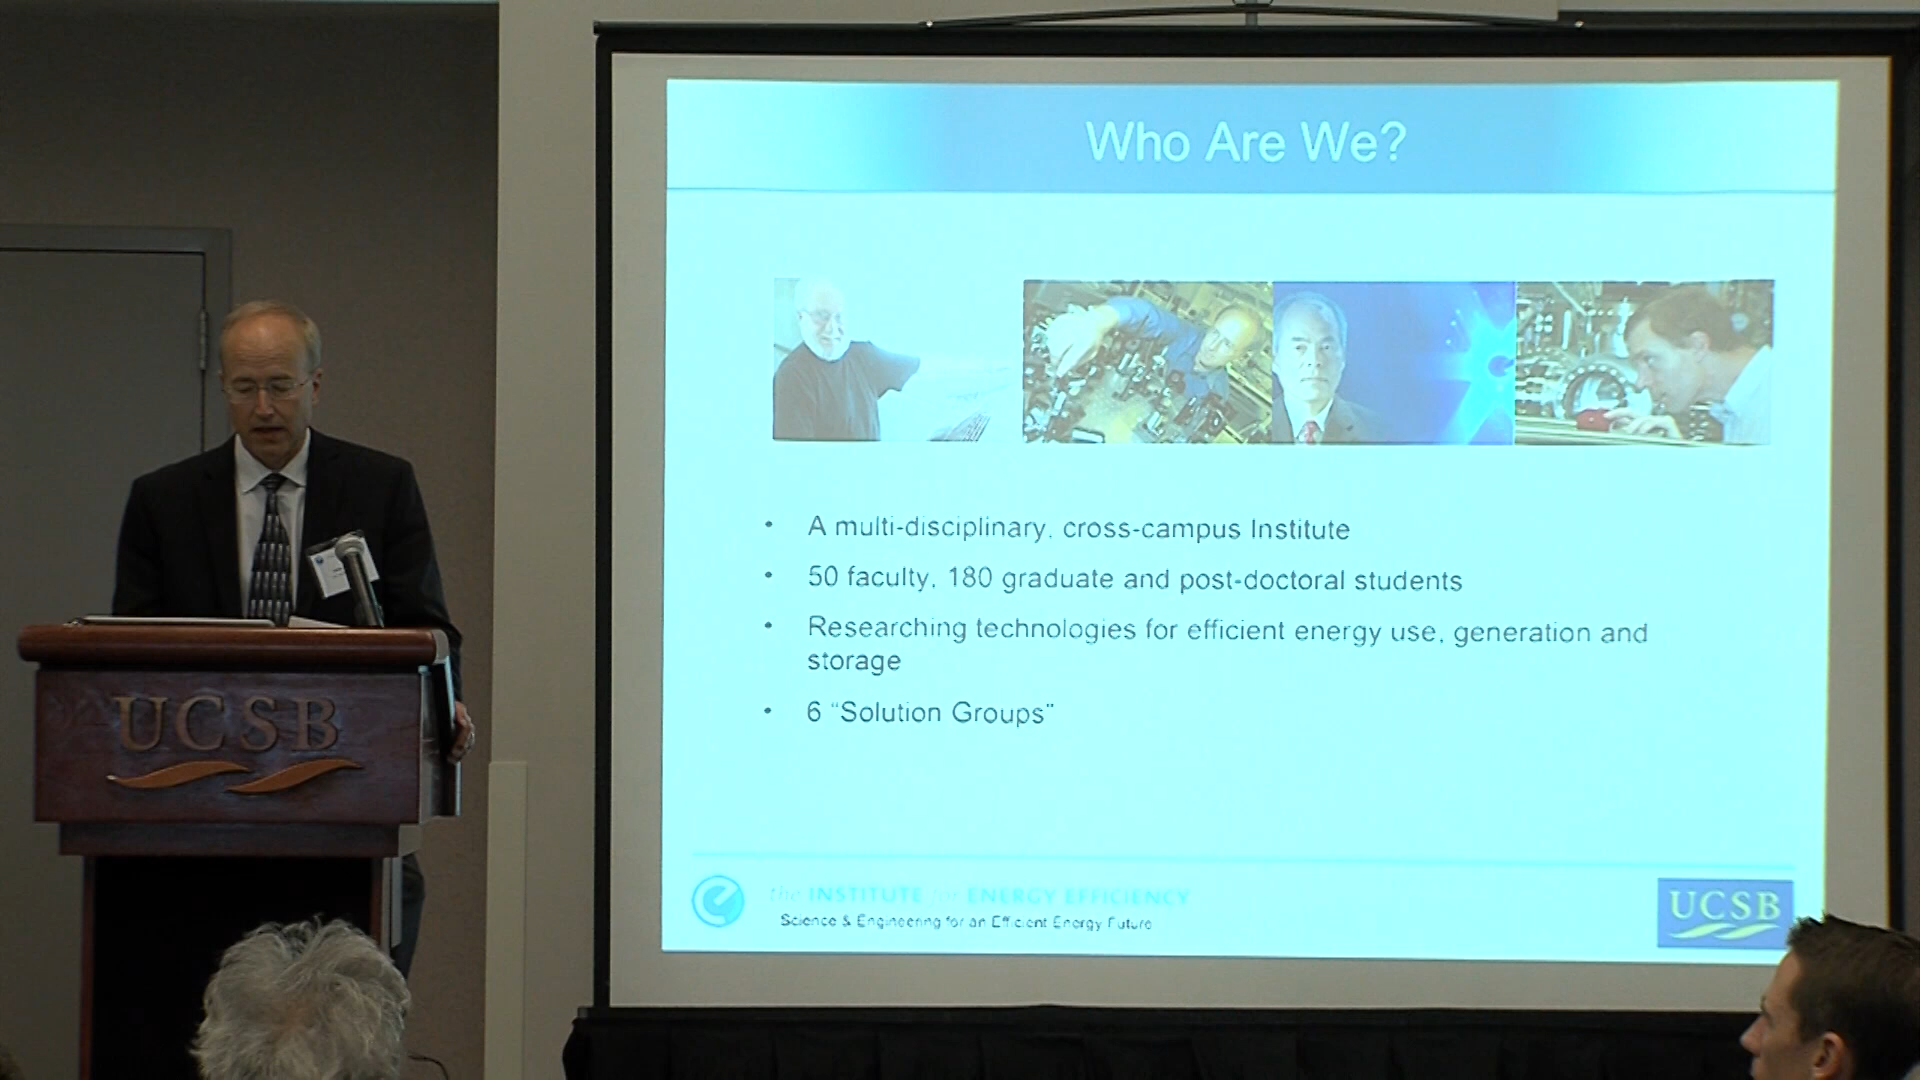 Who Are We?
• A multi-disciplinary, cross-campus Institute
• 50 faculty, 180 graduate and post-doctoral students
• Researching technologies for efficient energy use, generation and
storage
• 6 “Solution Groups”
the INSTITUTE for ENERGY EFFICIENCY
Science & Engineering for an Efficient Energy Future
UCSB
UCSB